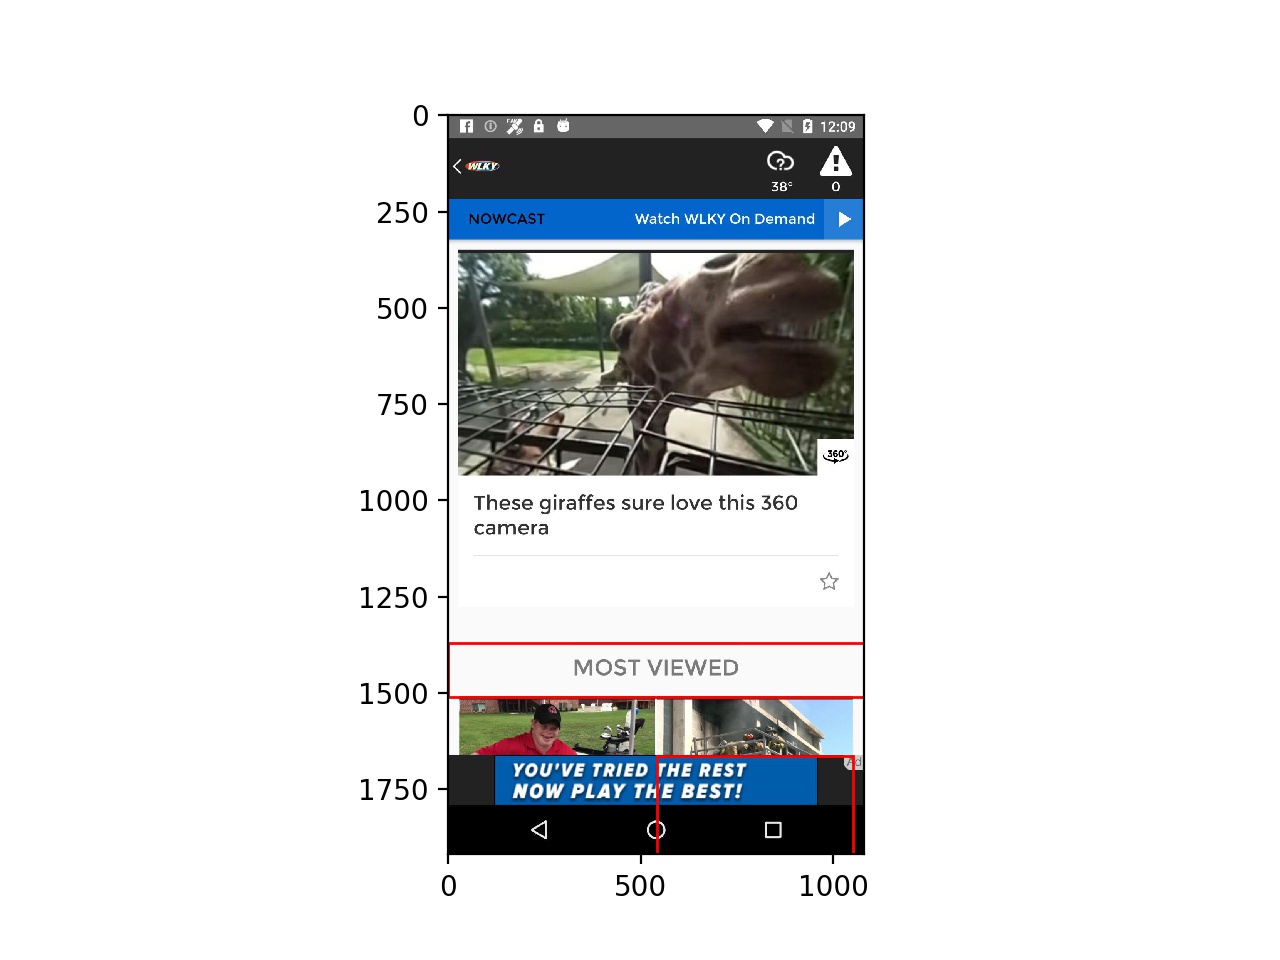 0
12:09
WLKY
38°
0
250
NOWCAST
Watch WLKY On Demand
500
750
360°
1000
These giraffes sure love this 360
camera
1250
MOST VIEWED
1500
Ad
YOU'VE TRIED THE REST
1750
NOW PLAY THE BEST!
0
500
1000